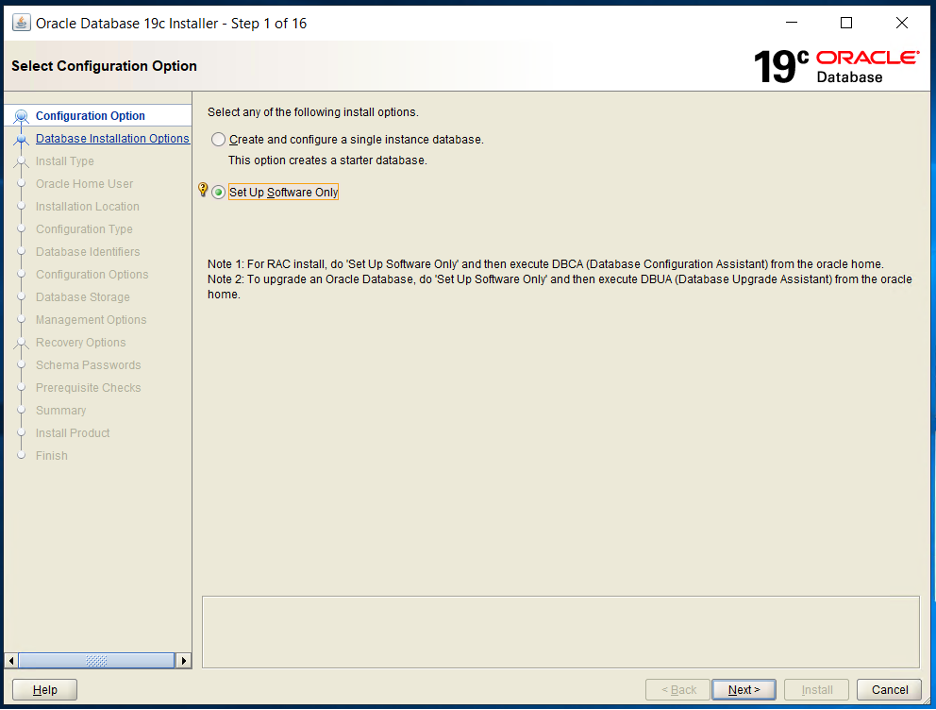 Oracle Database 19c Installer - Step 1 of 16
Select Configuration Option
19c ORACLE
Database
Configuration Option
Database Installation Options
Install Type
Oracle Home User
Installation Location
Configuration Type
Database Identifiers
Configuration Options
Database Storage
Management Options
Recovery Options
Schema Passwords
Prerequisite Checks
Summary
Install Product
Finish
Select any of the following install options.
Create and configure a single instance database.
This option creates a starter database.
Set Up Software Only
Note 1: For RAC install, do 'Set Up Software Only' and then execute DBCA (Database Configuration Assistant) from the oracle home.
Note 2: To upgrade an Oracle Database, do 'Set Up Software Only' and then execute DBUA (Database Upgrade Assistant) from the oracle
home.
Help
< Back
Next >
Install
Cancel